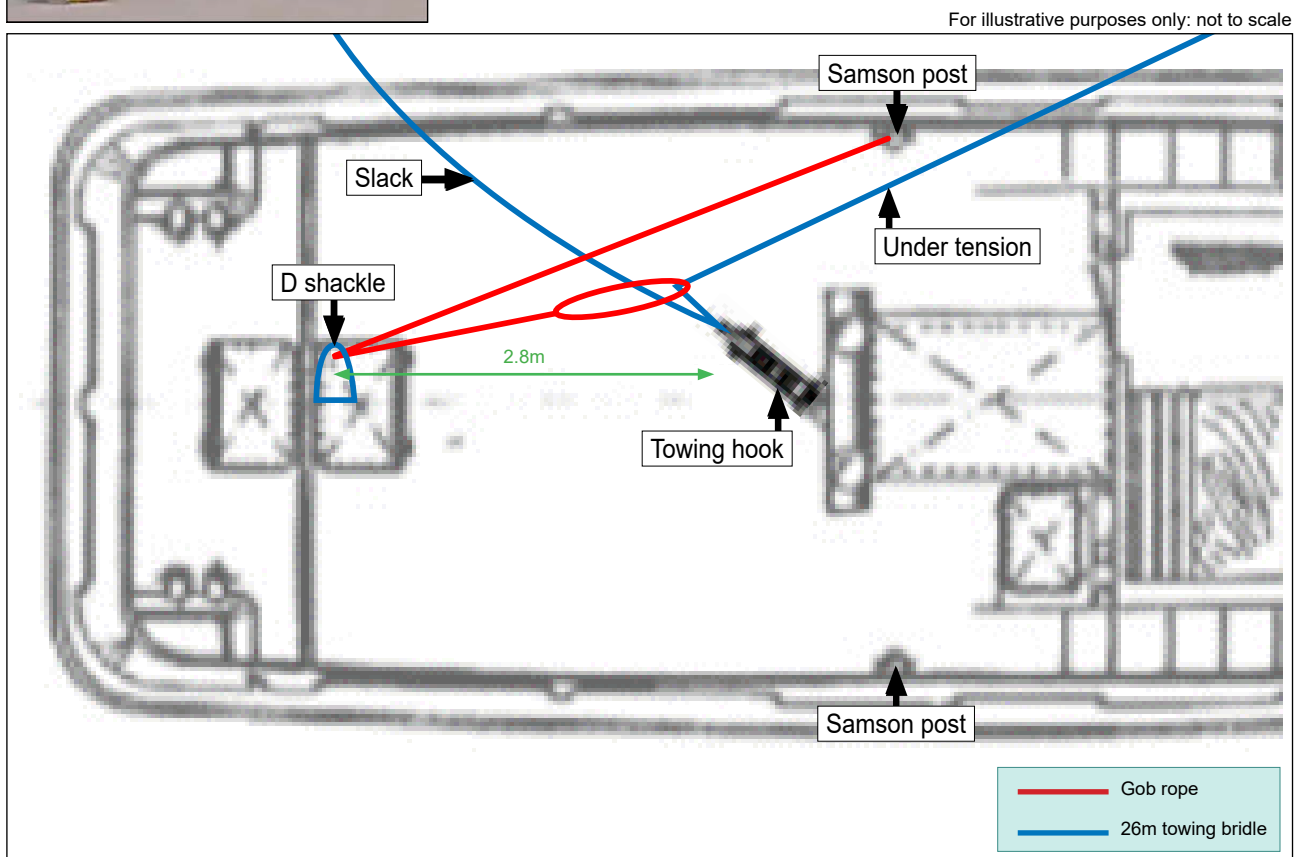 For illustrative purposes only: not to scale
Samson post
Slack
Under tension
D shackle
2.8m
Towing hook
Samson post
Gob rope
26m towing bridle